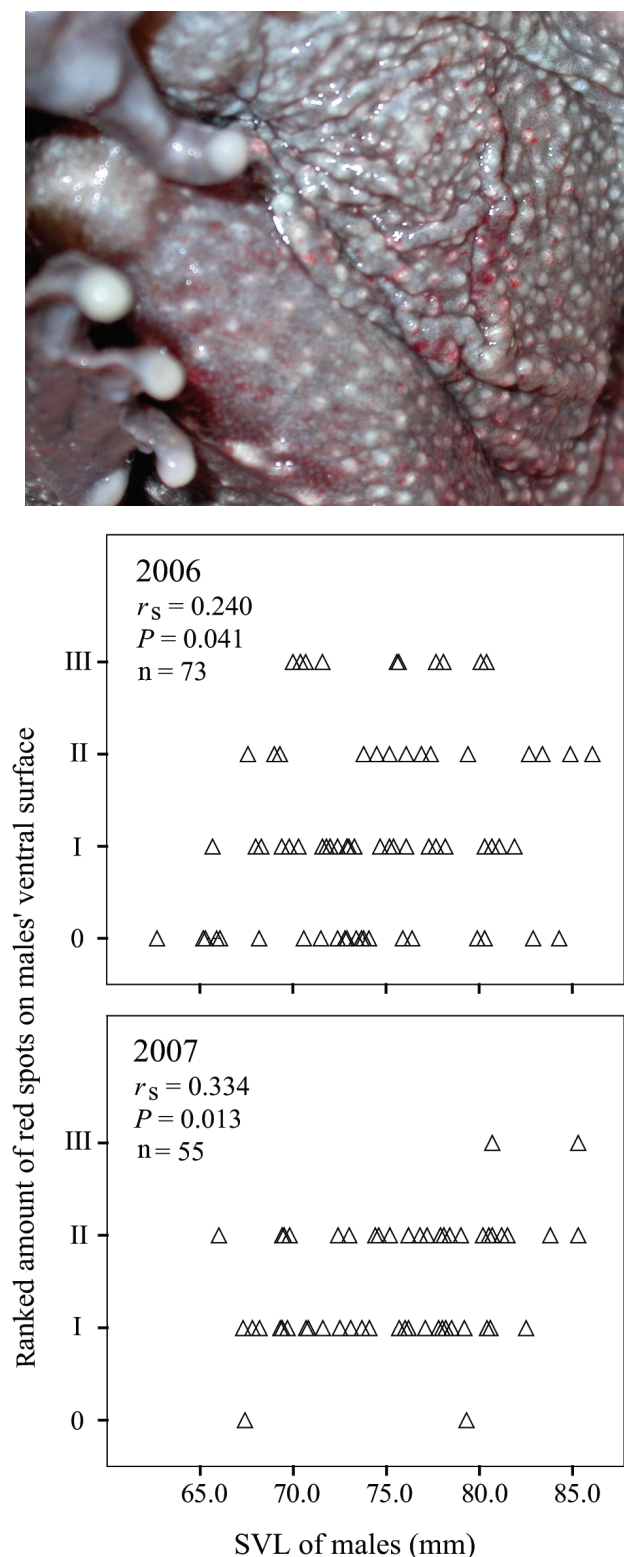 2006
rs = 0.240
P = 0.041
n = 73
III
II
I
0
2007
rs = 0.334
P = 0.013
n = 55
III
II
I
0
65.0 70.0 75.0 80.0 85.0
SVL of males (mm)
Ranked amount of red spots on males' ventral surface